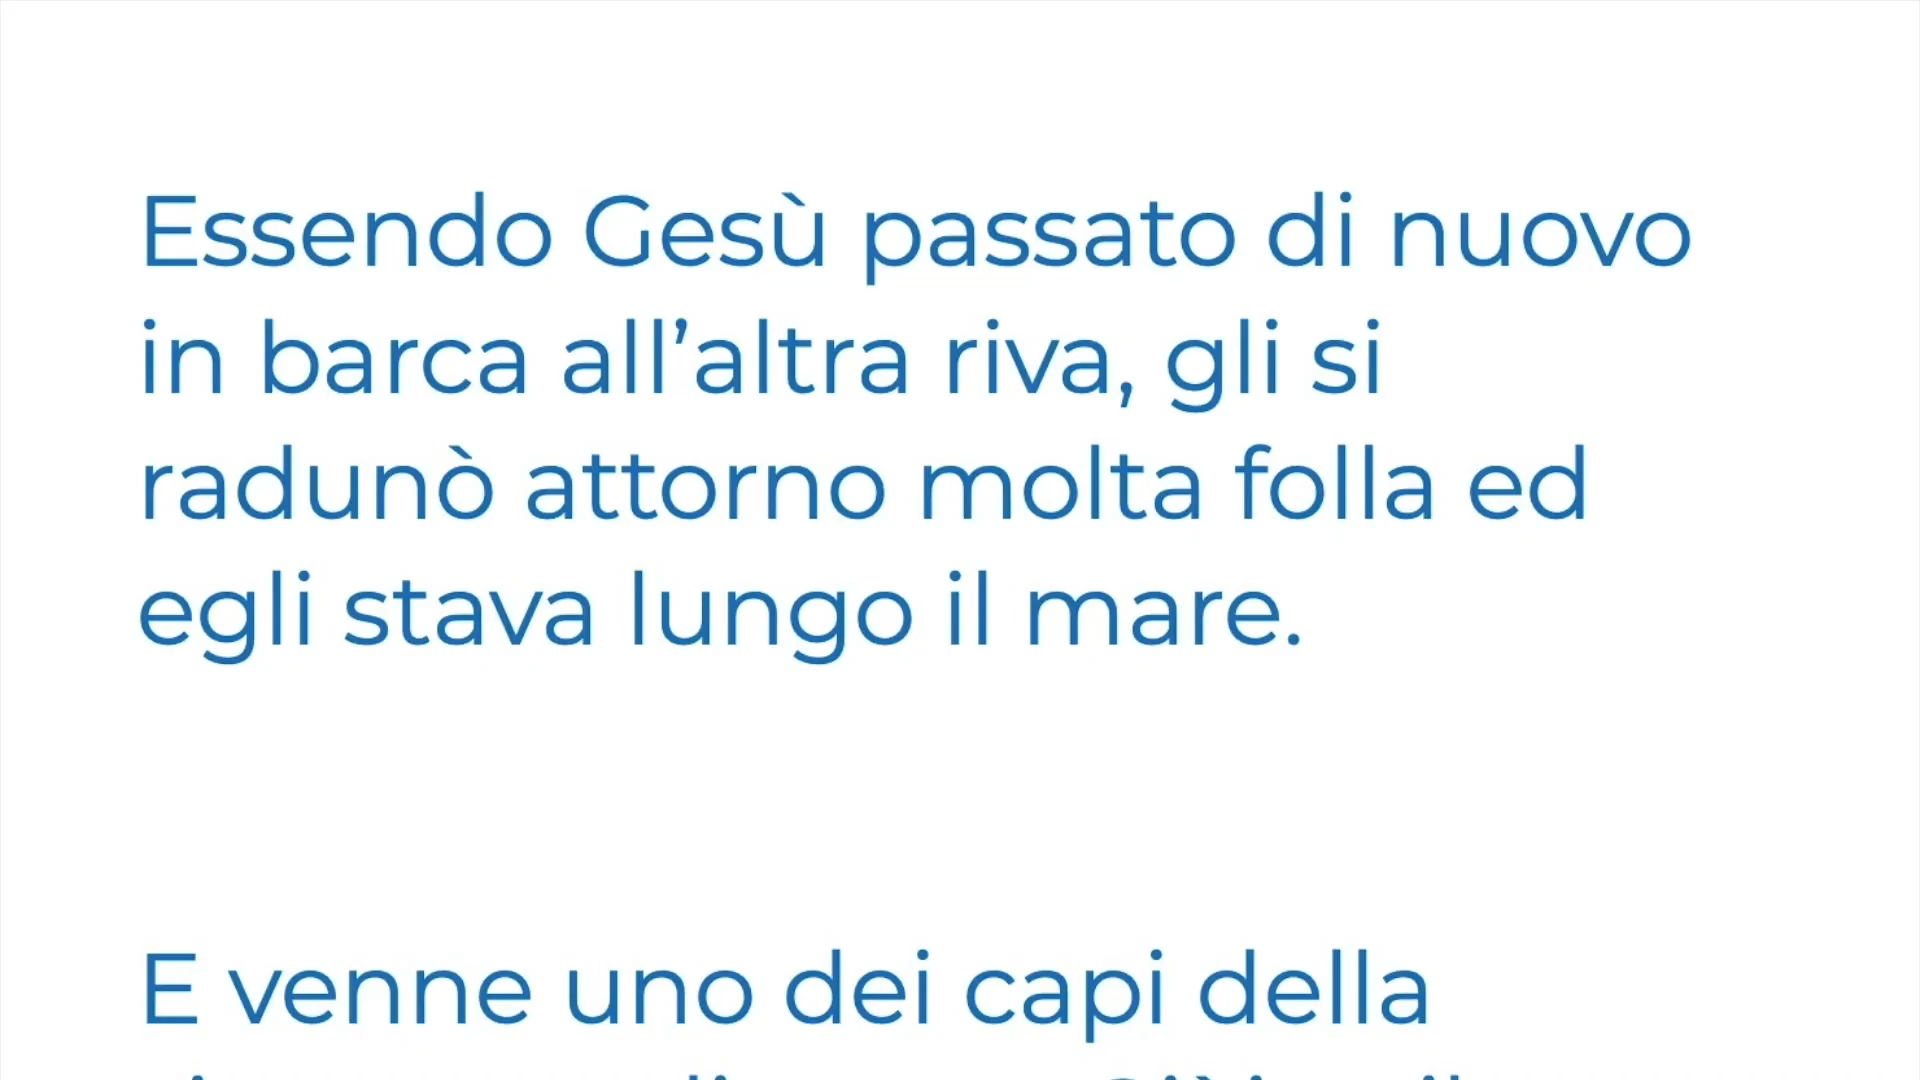 Essendo Gesù passato di nuovo
in barca all’altra riva, gli si
radunò attorno molta folla ed
egli stava lungo il mare.
E venne uno dei capi della